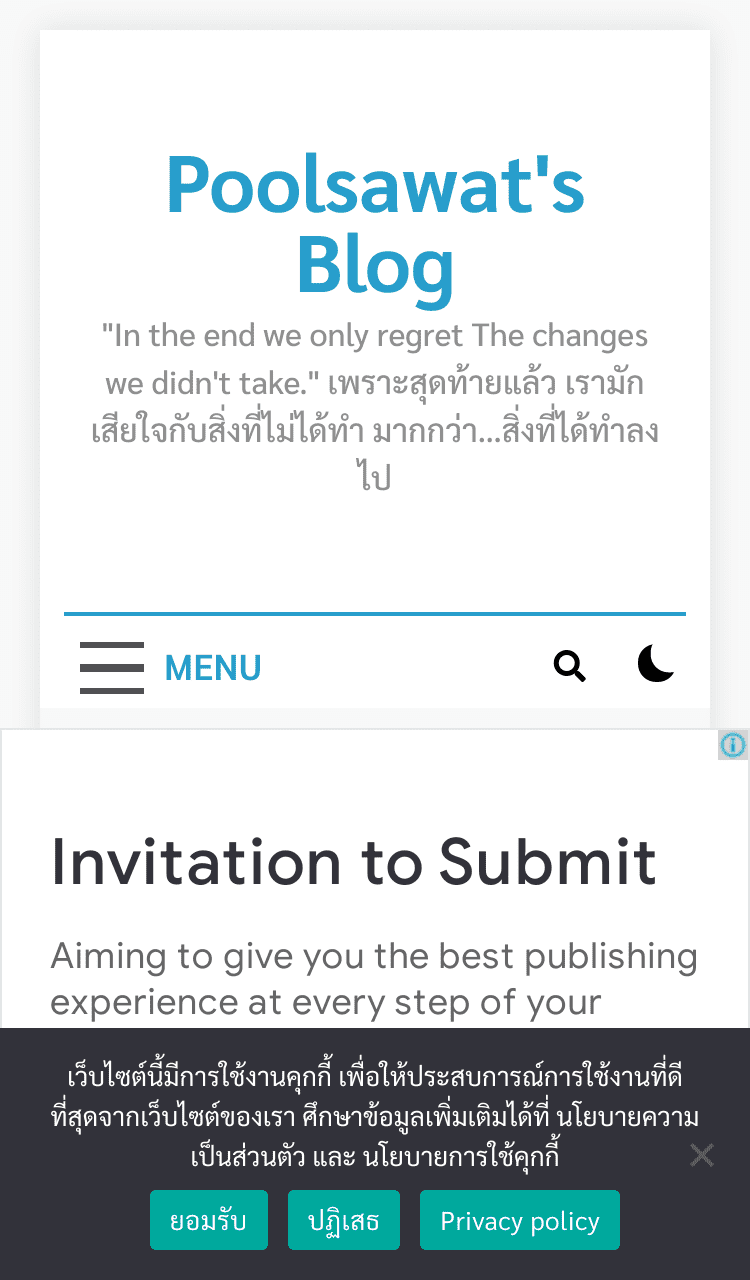 Poolsawat's
Blog
"In the end we only regret The changes
we didn't take." เพราะสุดท้ายแล้ว เรามัก
เสียใจกับสิ่งที่ไม่ได้ทำ มากกว่า...สิ่งที่ได้ทำลง
ไป
MENU
Invitation to Submit
Aiming to give you the best publishing
experience at every step of your
เว็บไซต์นี้มีการใช้งานคุกกี้ เพื่อให้ประสบการณ์การใช้งานที่ดี
ที่สุดจากเว็บไซต์ของเรา ศึกษาข้อมูลเพิ่มเติมได้ที่ นโยบายความ
เป็นส่วนตัว และ นโยบายการใช้คุกกี้
ยอมรับ ปฏิเสธ Privacy policy